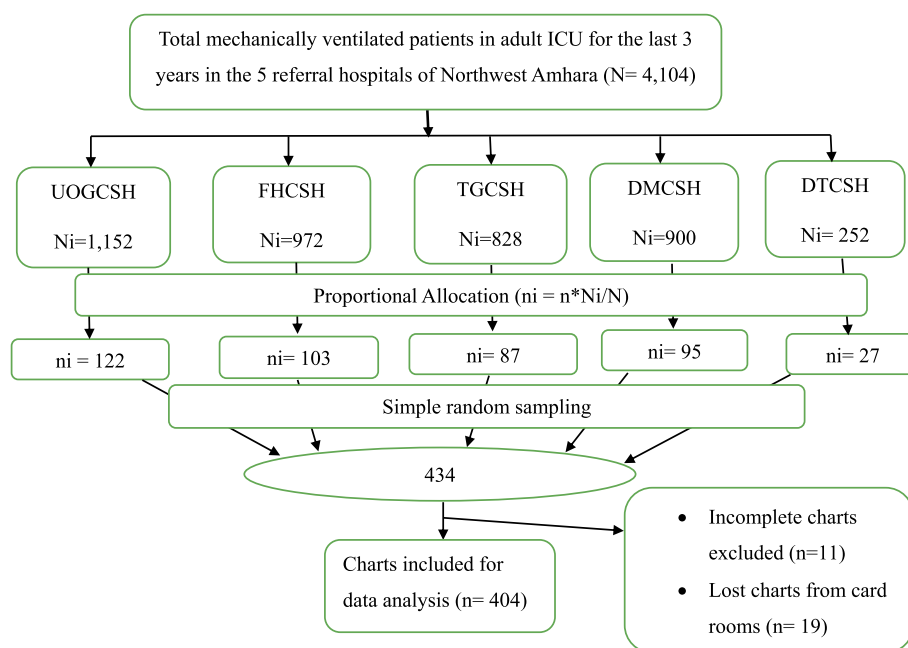 Total mechanically ventilated patients in adult ICU for the last 3
years in the 5 referral hospitals of Northwest Amhara (N= 4,104)
UOGCSH
Ni=1,152
FHCSH
Ni=972
TGCSH
Ni=828
DMCSH
Ni=900
DTCSH
Ni= 252
Proportional Allocation (ni = n*Ni/N)
ni = 122
ni= 103
ni= 87
ni= 95
ni= 27
Simple random sampling
434
Charts included for
data analysis (n= 404)
• Incomplete charts
excluded (n=11)
• Lost charts from card
rooms (n= 19)